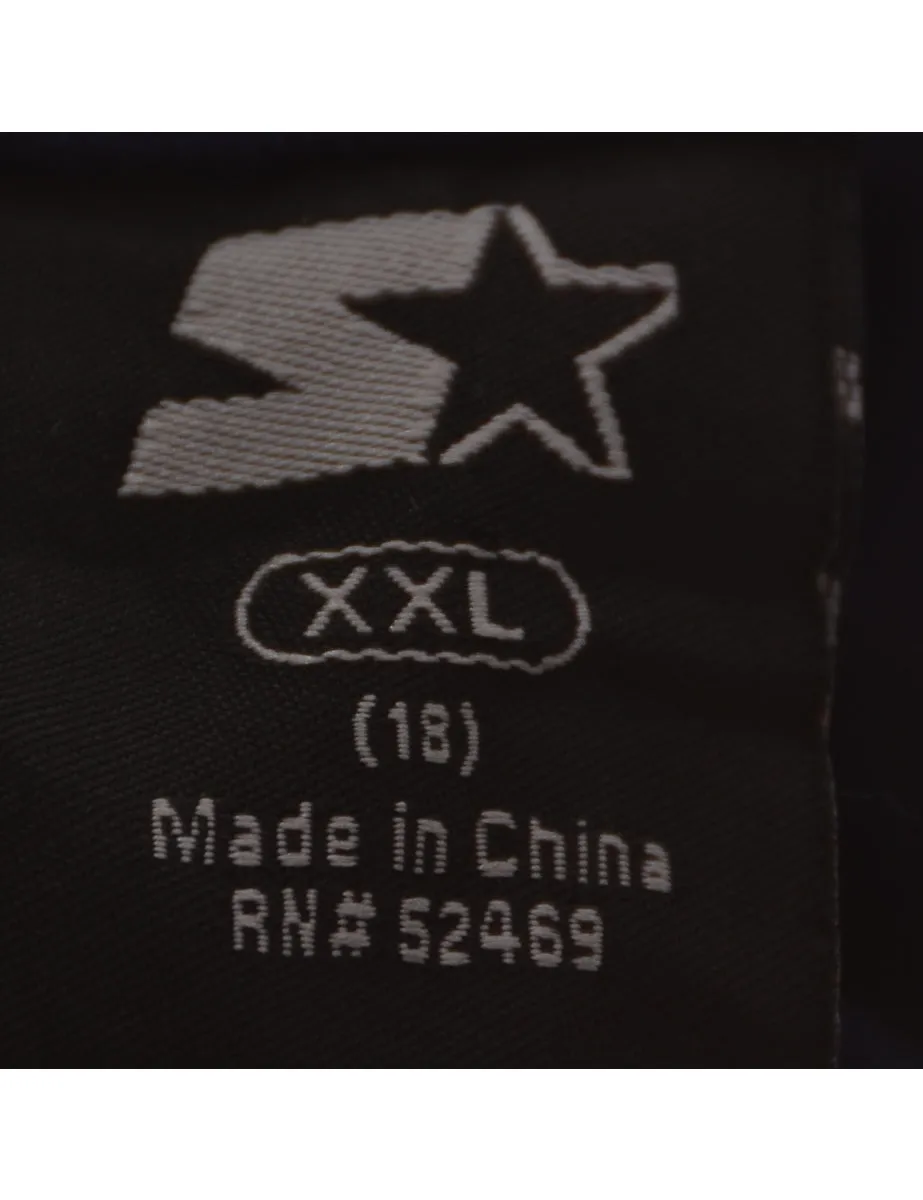 XXL
(18)
Made in China
RN# 52469